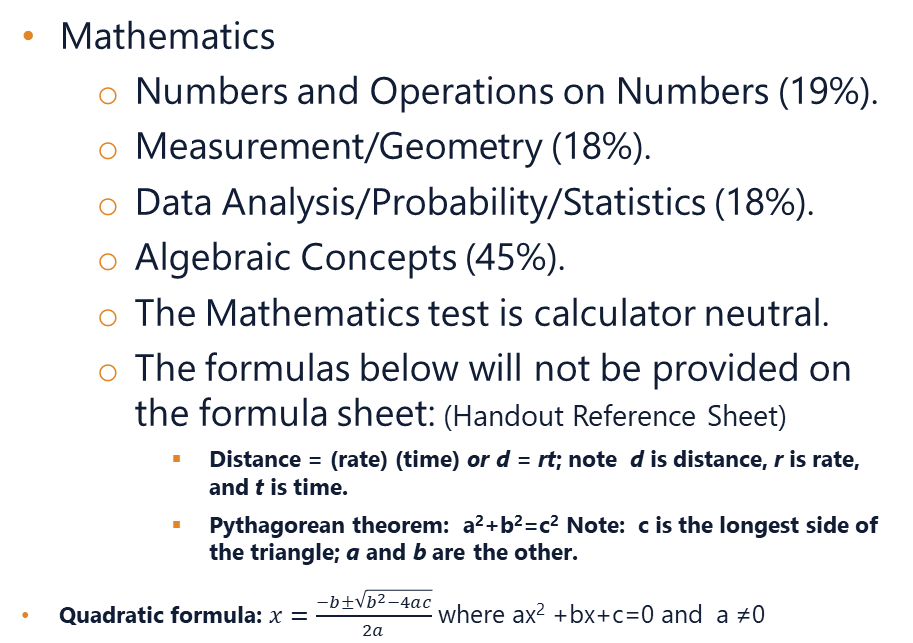 • Mathematics
o Numbers and Operations on Numbers (19%).
o Measurement/Geometry (18%).
o Data Analysis/Probability/Statistics (18%).
o Algebraic Concepts (45%).
o The Mathematics test is calculator neutral.
o The formulas below will not be provided on
the formula sheet: (Handout Reference Sheet)
▪ Distance = (rate) (time) or d = rt; note d is distance, r is rate,
and t is time.
▪ Pythagorean theorem: a²+b²=c² Note: c is the longest side of
the triangle; a and b are the other.
• Quadratic formula: x = (−b±√(b²−4ac))/(2a) where ax² +bx+c=0 and a ≠0